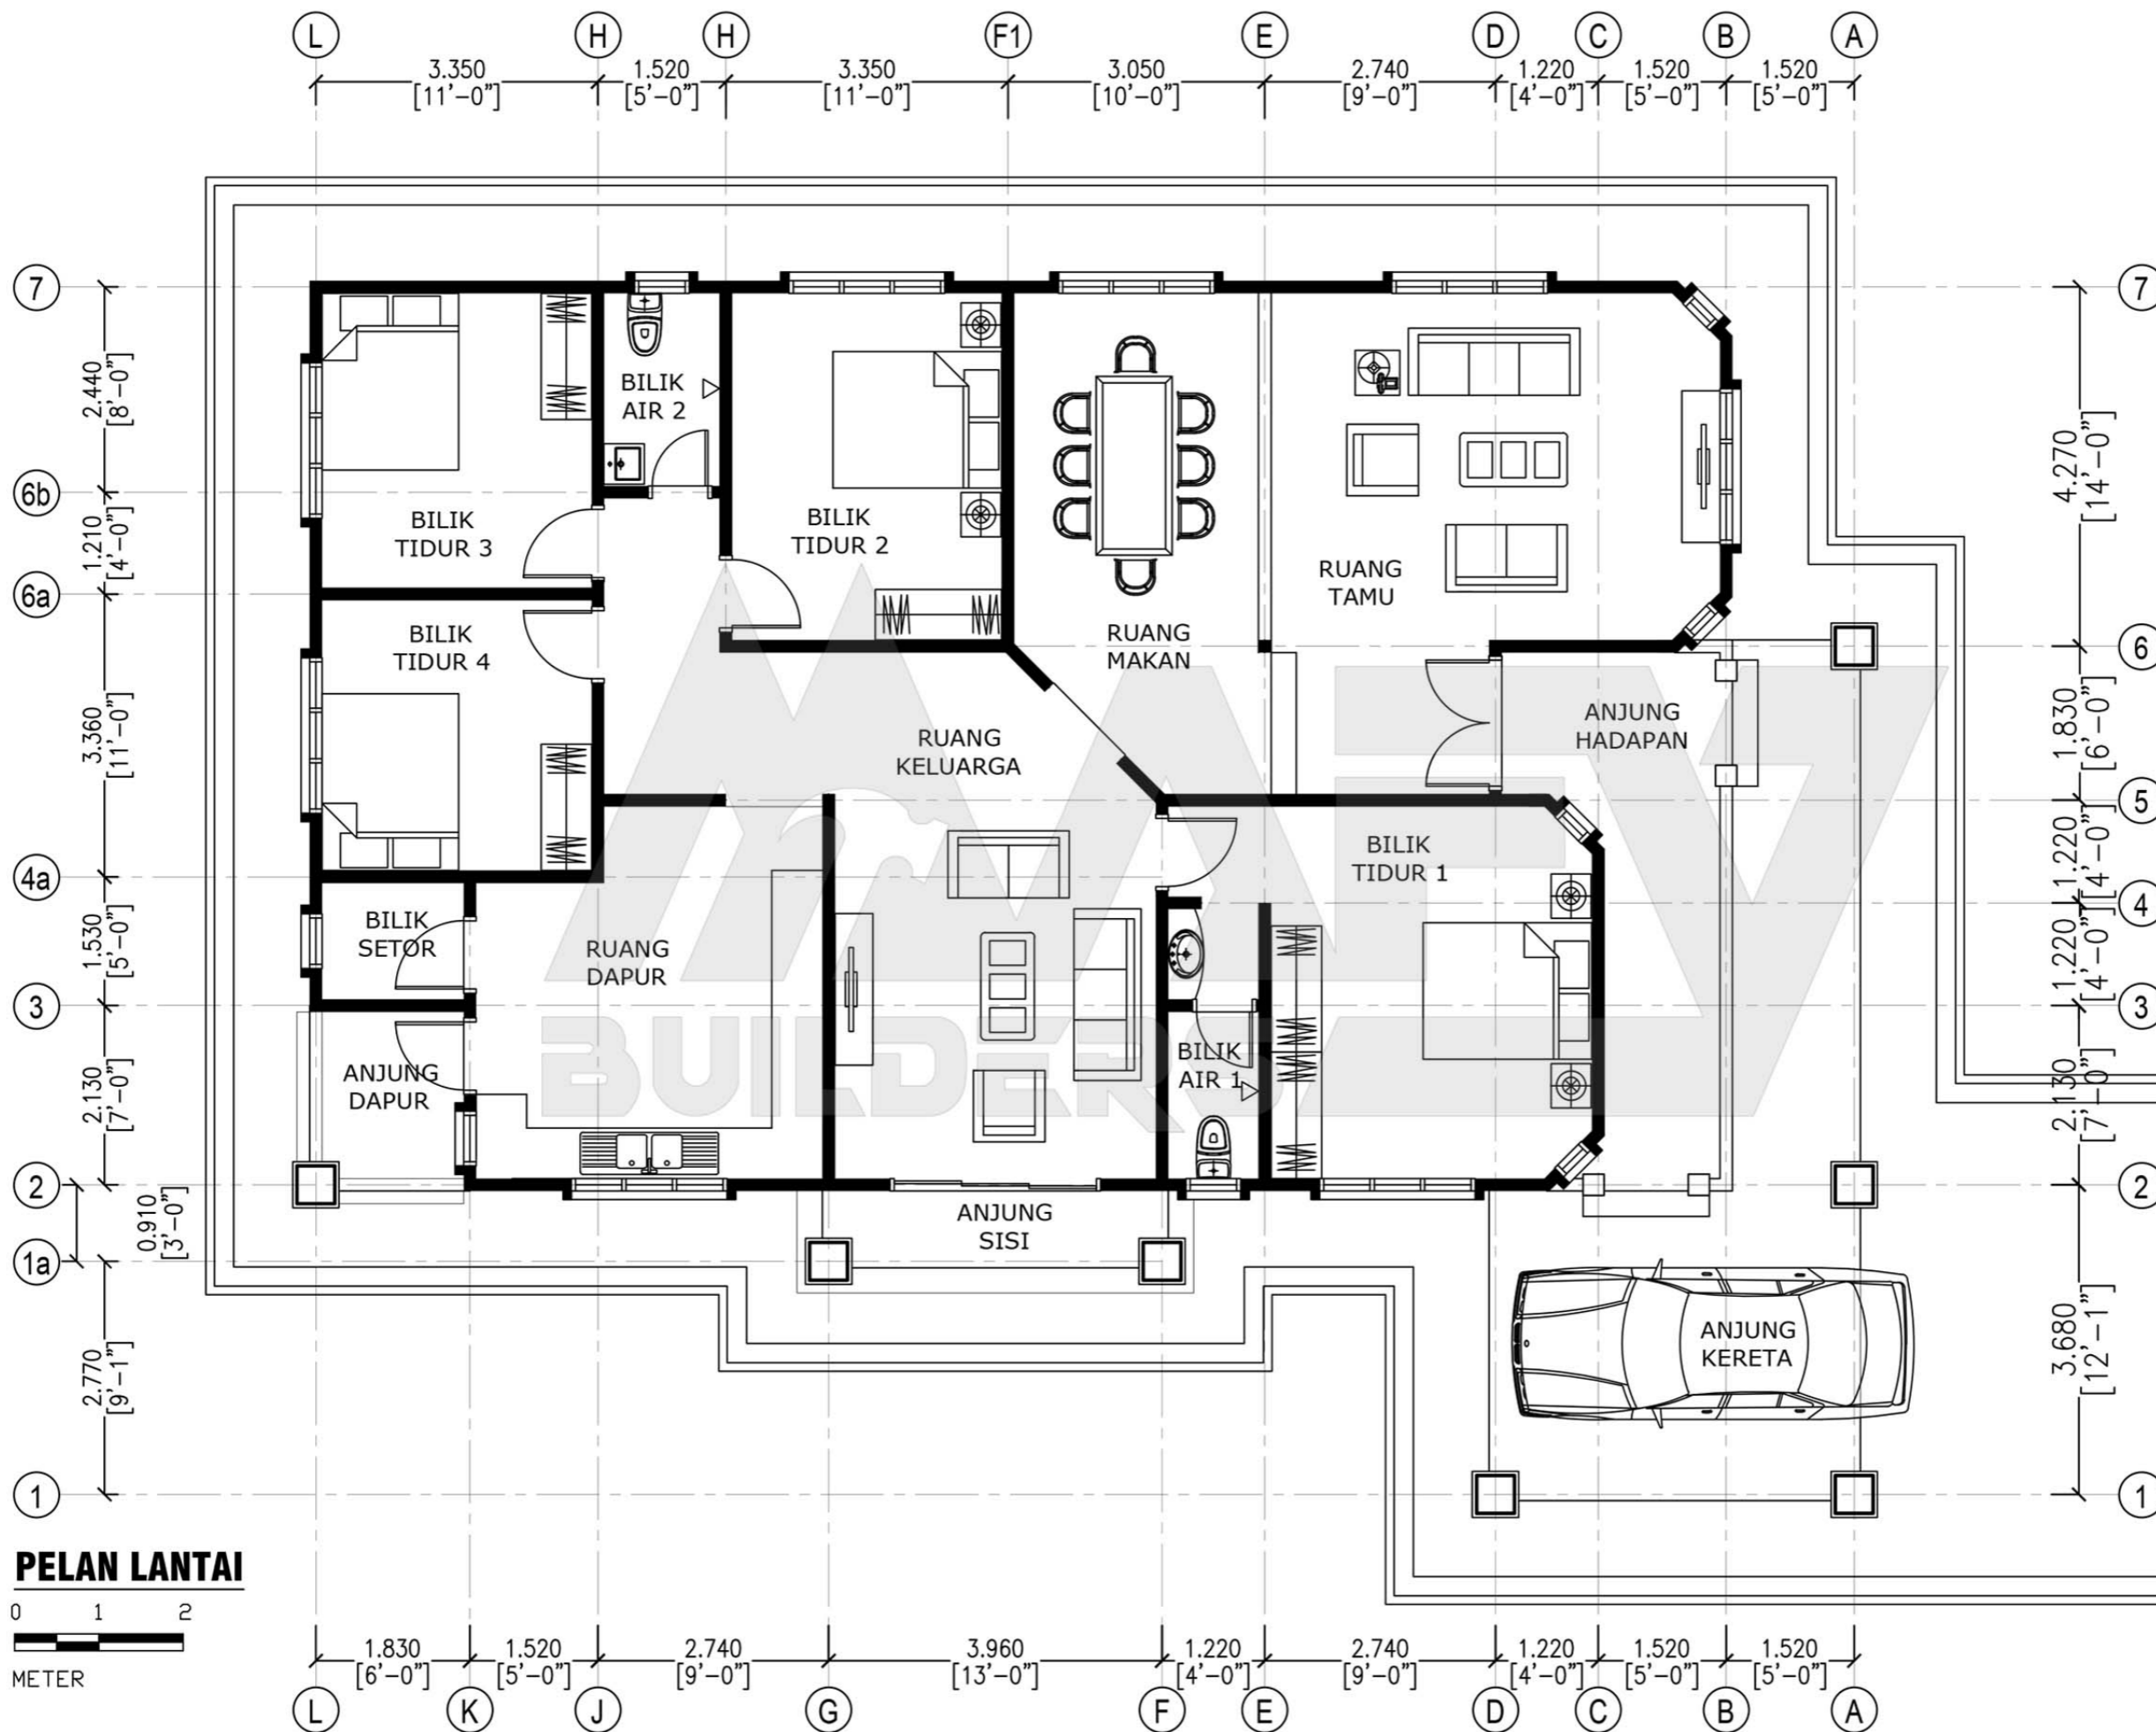 L H H F1 E D C B A
3.350 1.520 3.350 3.050 2.740 1.220 1.520 1.520
[11'-0"] [5'-0"] [11'-0"] [10'-0"] [9'-0"] [4'-0"] [5'-0"] [5'-0"]
7
6b
6a
4a
3
2
1a
1
2.440
[8'-0"]
1.210
[4'-0"]
3.360
[11'-0"]
1.530
[5'-0"]
2.130
[7'-0"]
0.910
[3'-0"]
2.770
[9'-1"]
BILIK
AIR 2
BILIK
TIDUR 3
BILIK
TIDUR 2
BILIK
TIDUR 4
RUANG
MAKAN
RUANG
TAMU
RUANG
KELUARGA
ANJUNG
HADAPAN
BILIK
TIDUR 1
BILIK
SETOR
RUANG
DAPUR
BILIK
AIR 1
ANJUNG
DAPUR
ANJUNG
SISI
ANJUNG
KERETA
BUILDERS
7
6
5
4
3
2
1
4.270
[14'-0"]
1.830
[6'-0"]
1.220
[4'-0"]
1.220
[4'-0"]
2.130
[7'-0"]
3.680
[12'-1"]
PELAN LANTAI
0 1 2
METER
1.830 1.520 2.740 3.960 1.220 2.740 1.220 1.520 1.520
[6'-0"] [5'-0"] [9'-0"] [13'-0"] [4'-0"] [9'-0"] [4'-0"] [5'-0"] [5'-0"]
L K J G F E D C B A